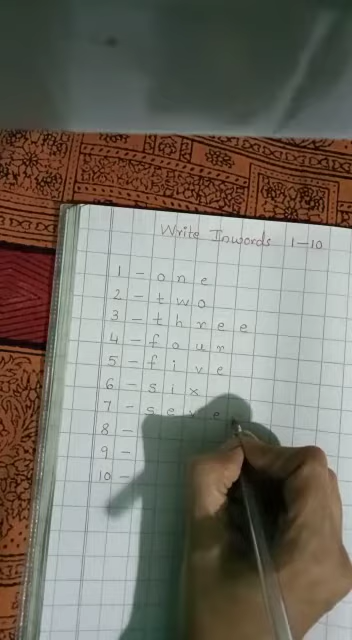 Write Inwords 1-10
1 - one
2 - two
3 - three
4 - four
5 - five
6 - six
7 - seve
8 -
9 -
10 -